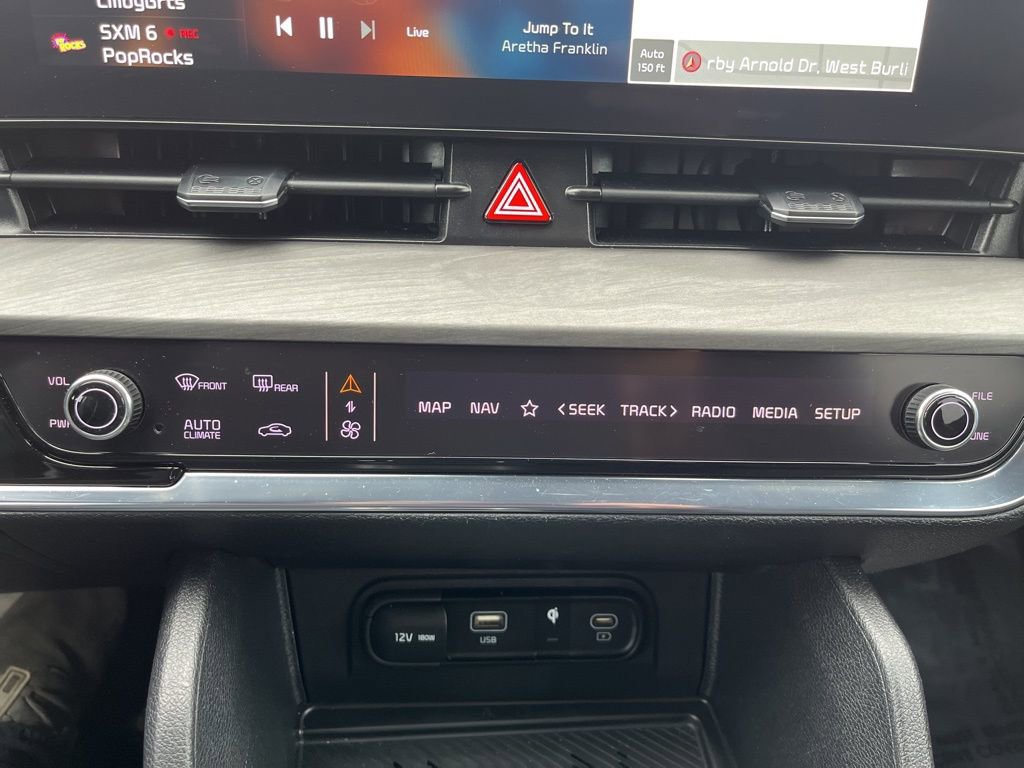 SXM 6 REC
PopRocks
Live
Jump To It
Aretha Franklin
Auto
150 ft
rby Arnold Dr, West Burli
VOL
PWR
FRONT
REAR
AUTO
CLIMATE
MAP NAV < SEEK TRACK > RADIO MEDIA SETUP
FILE
UNE
12V 180W
USB